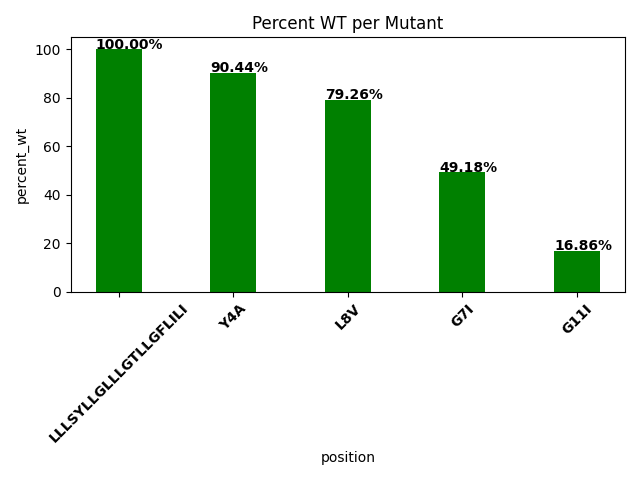 Percent WT per Mutant
percent_wt
100
80
60
40
20
0
100.00%
90.44%
79.26%
49.18%
16.86%
LLLSYLLGLLLGTLLGFLILI
Y4A
L8V
G7I
G11I
position